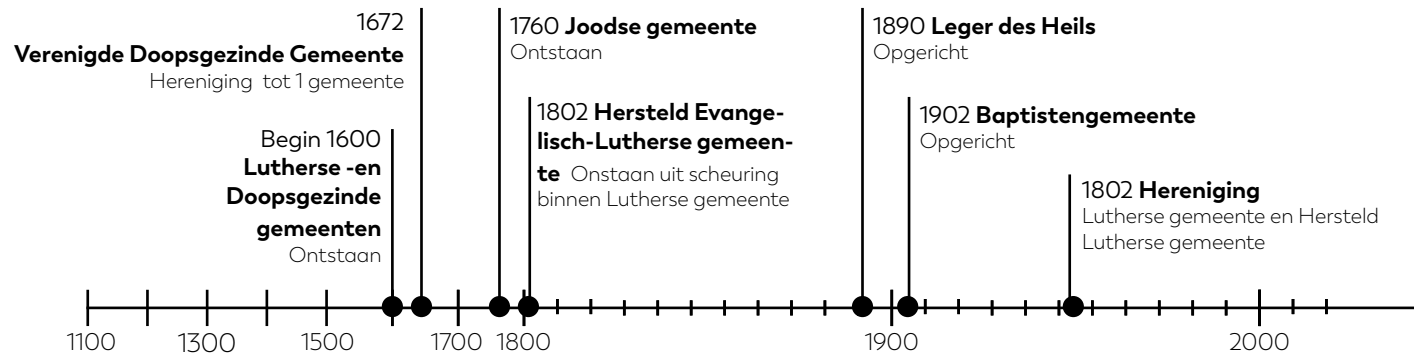 1672
Verenigde Doopsgezinde Gemeente
Hereniging tot 1 gemeente
Begin 1600
Lutherse -en
Doopsgezinde
gemeenten
Ontstaan
1760 Joodse gemeente
Ontstaan
1802 Hersteld Evange-
lisch-Lutherse gemeen-
te Onstaan uit scheuring
binnen Lutherse gemeente
1890 Leger des Heils
Opgericht
1902 Baptistengemeente
Opgericht
1802 Hereniging
Lutherse gemeente en Hersteld
Lutherse gemeente
1100 1300 1500 1700 1800 1900 2000